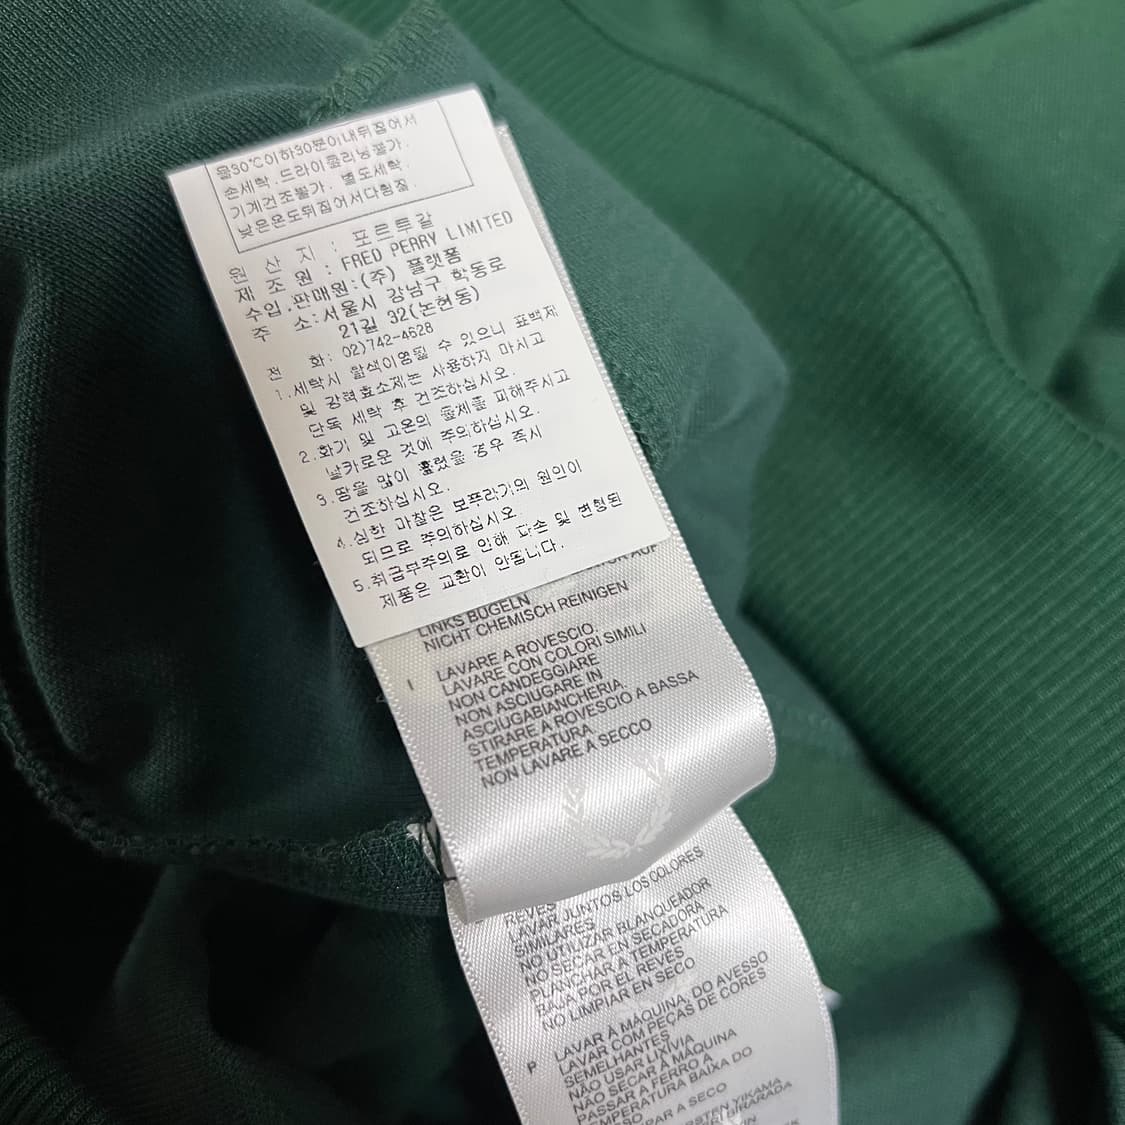 물30℃이하30분이내뒤집어서
손세탁.드라이클리닝불가.
기계건조불가. 별도세탁.
낮은온도뒤집어서다림질.
원 산 지 : 포르투갈
제 조 원 : FRED PERRY LIMITED
수입.판매원:(주) 플랫폼
주 소:서울시 강남구 학동로
21길 32(논현동)
전 화: 02)742-4628
1.세탁시 탈색이염될 수 있으니 표백제
및 강력효소제는 사용하지 마시고
단독 세탁 후 건조하십시오.
2.화기 및 고온의 물체를 피해주시고
날카로운 것에 주의하십시오.
3.땀을 많이 흘렸을 경우 즉시
건조하십시오.
4.심한 마찰은 보푸라기의 원인이
되므로 주의하십시오.
5.취급부주의로 인해 파손 및 변형된
제품은 교환이 안됩니다.
LINKS BÜGELN
NICHT CHEMISCH REINIGEN
I LAVARE A ROVESCIO
LAVARE CON COLORI SIMILI
NON CANDEGGIARE
NON ASCIUGARE IN
ASCIUGABIANCHERIA
STIRARE A ROVESCIO A BASSA
TEMPERATURA
NON LAVARE A SECCO
LAVAR JUNTOS LOS COLORES
SIMILARES
NO UTILIZAR BLANQUEADOR
NO SECAR EN SECADORA
PLANCHAR A TEMPERATURA
BAJA POR EL REVÉS
NO LIMPIAR EN SECO
P LAVAR À MÁQUINA, DO AVESSO
LAVAR COM PEÇAS DE CORES
SEMELHANTES
NÃO USAR LIXÍVIA
NÃO SECAR À MÁQUINA
PASSAR A FERRO A
TEMPERATURA BAIXA DO